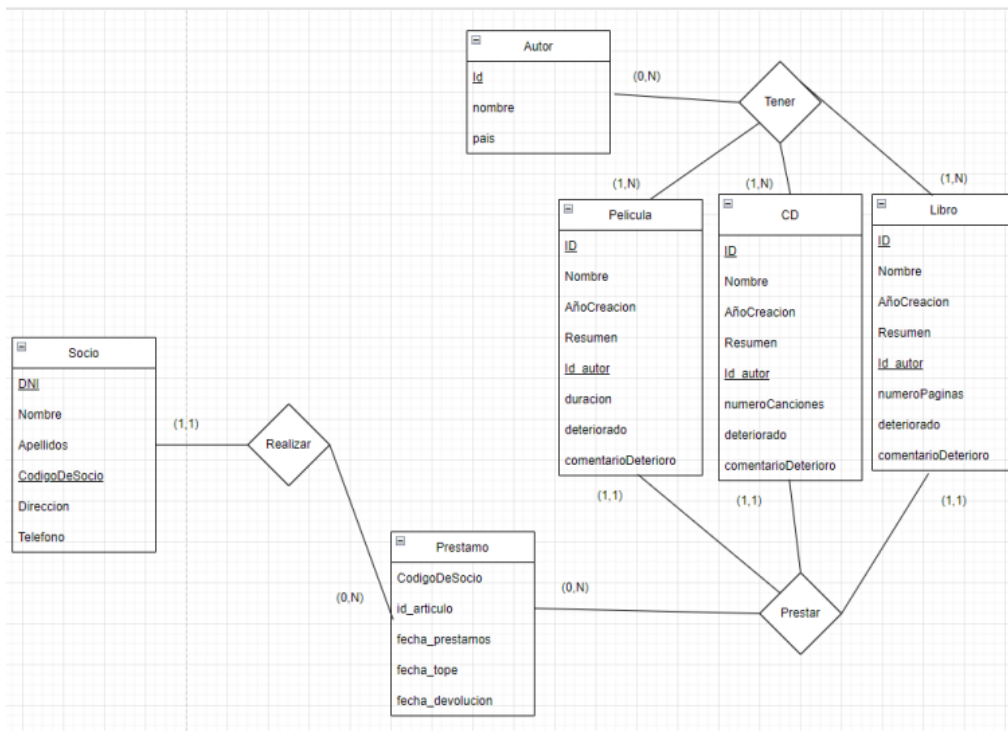 Autor
Id
nombre
pais
(0,N)
Tener
(1,N)
(1,N)
(1,N)
Pelicula
ID
Nombre
AñoCreacion
Resumen
Id_autor
duracion
deteriorado
comentarioDeterioro
CD
ID
Nombre
AñoCreacion
Resumen
Id_autor
numeroCanciones
deteriorado
comentarioDeterioro
Libro
ID
Nombre
AñoCreacion
Resumen
Id_autor
numeroPaginas
deteriorado
comentarioDeterioro
Socio
DNI
Nombre
Apellidos
CodigoDeSocio
Direccion
Telefono
(1,1)
Realizar
(0,N)
Prestamo
CodigoDeSocio
id_articulo
fecha_prestamos
fecha_tope
fecha_devolucion
(0,N)
(1,1)
(1,1)
(1,1)
Prestar